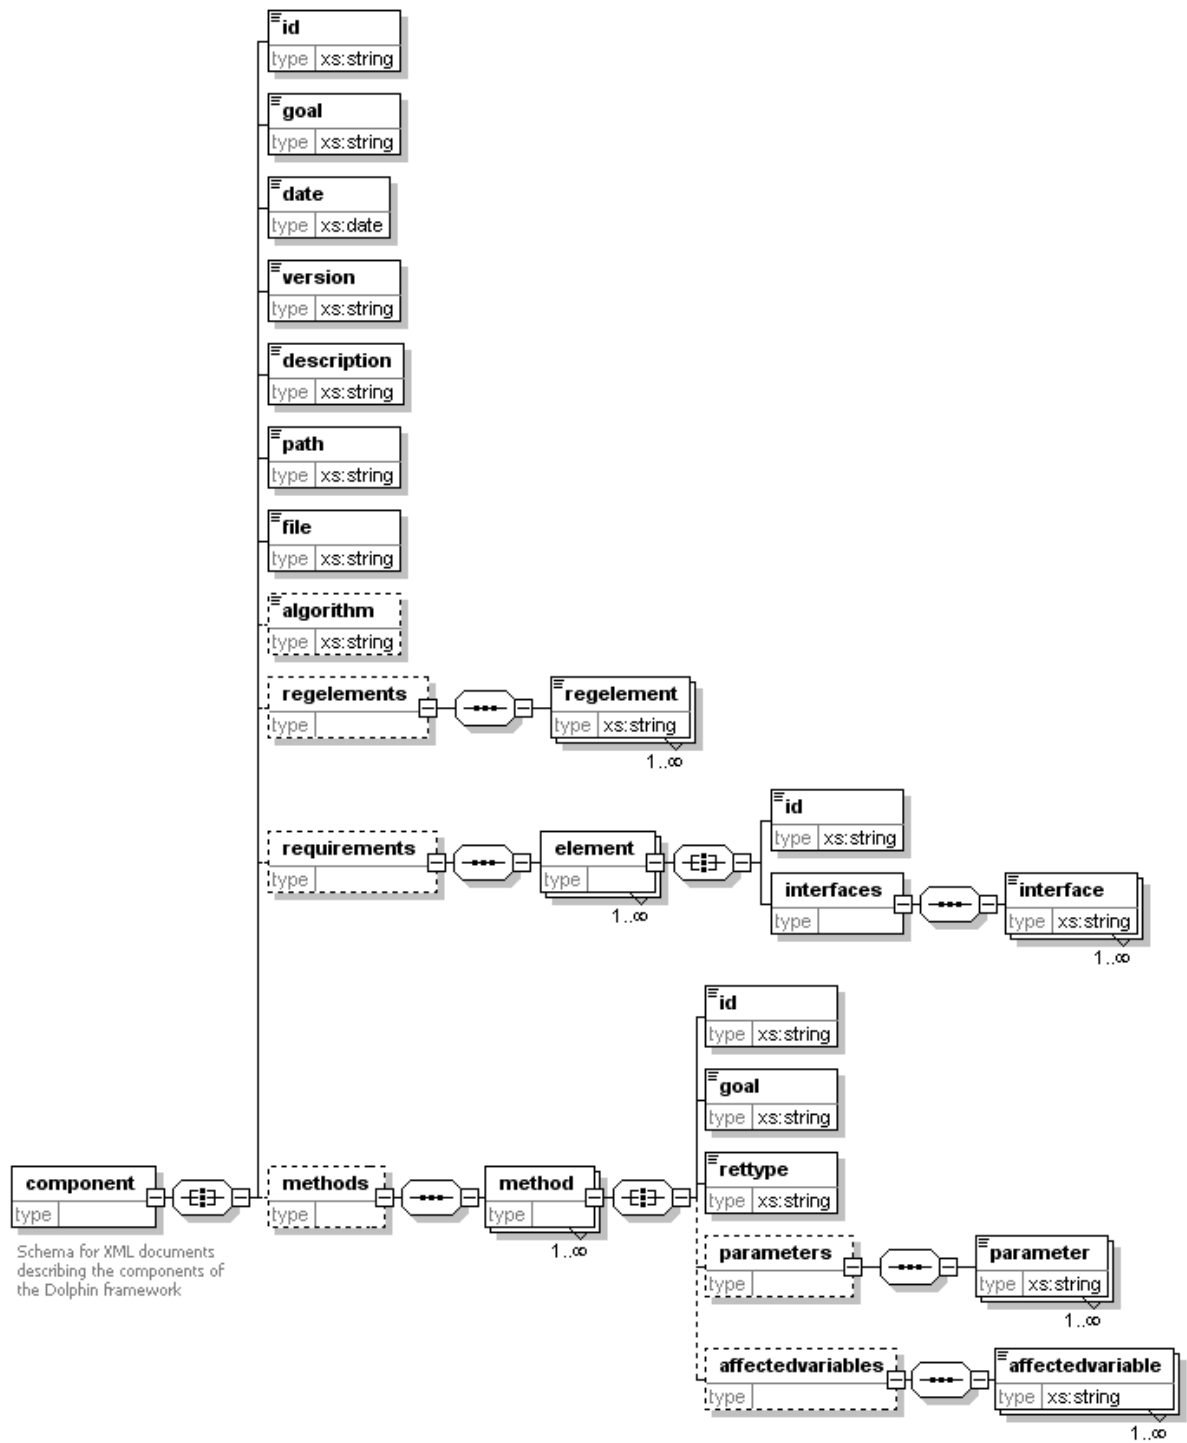 id
type xs:string
goal
type xs:string
date
type xs:date
version
type xs:string
description
type xs:string
path
type xs:string
file
type xs:string
algorithm
type xs:string
regelements
type
regelement
type xs:string
1..∞
requirements
type
element
type
1..∞
id
type xs:string
interfaces
type
interface
type xs:string
1..∞
component
type
Schema for XML documents
describing the components of
the Dolphin framework
methods
type
method
type
1..∞
id
type xs:string
goal
type xs:string
rettype
type xs:string
parameters
type
parameter
type xs:string
1..∞
affectedvariables
type
affectedvariable
type xs:string
1..∞